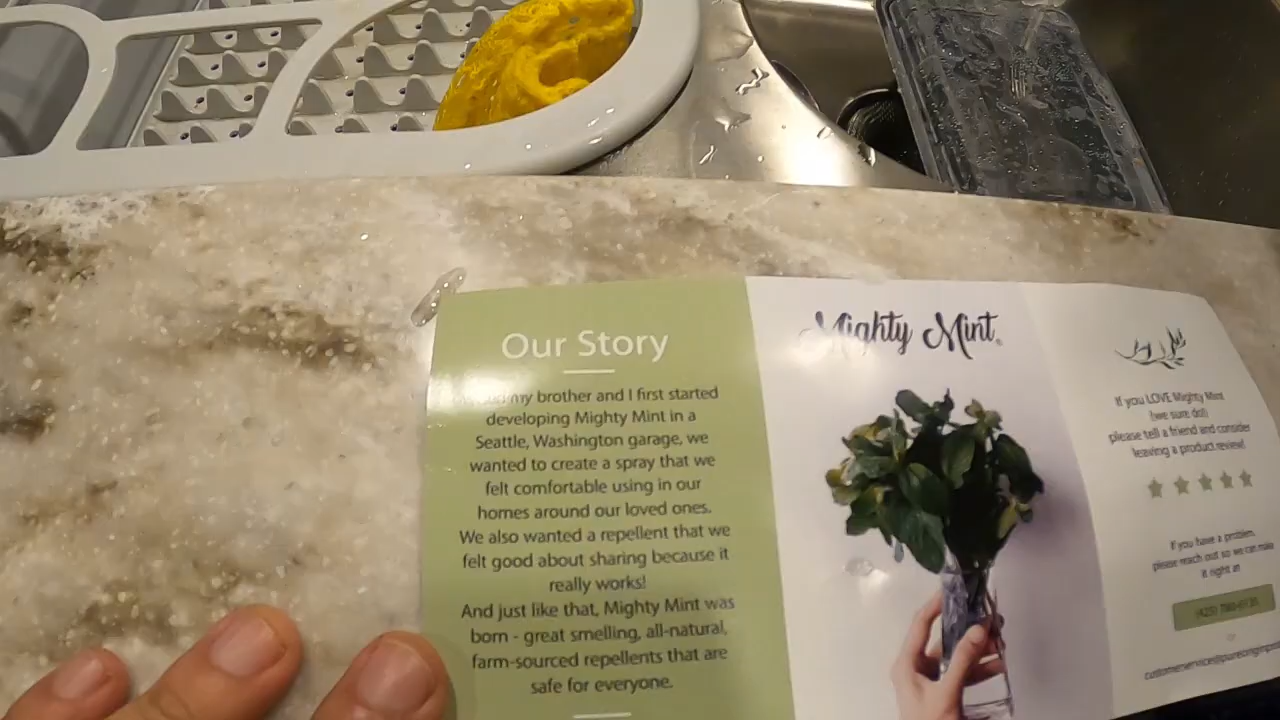 Our Story
my brother and I first started
developing Mighty Mint in a
Seattle, Washington garage, we
wanted to create a spray that we
felt comfortable using in our
homes around our loved ones.
We also wanted a repellent that we
felt good about sharing because it
really works!
And just like that, Mighty Mint was
born - great smelling, all-natural,
farm-sourced repellents that are
safe for everyone.
Mighty Mint®
If you LOVE Mighty Mint
(we sure do!)
please tell a friend and consider
leaving a product review!
If you have a problem,
please reach out so we can make
it right at